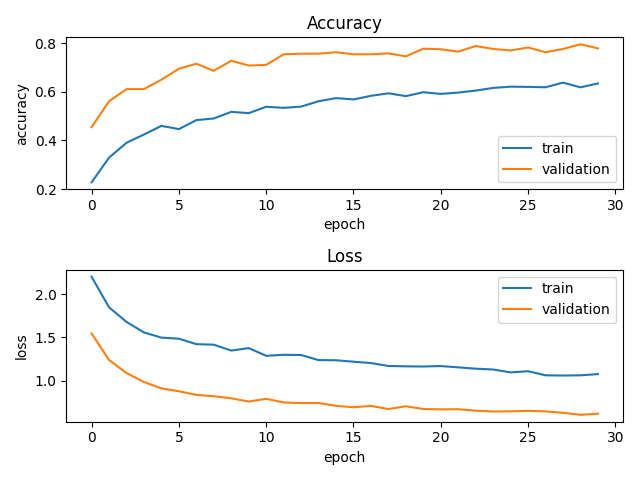 Accuracy
0.8
0.6
0.4
0.2
accuracy
train
validation
0 5 10 15 20 25 30
epoch
Loss
2.0
1.5
1.0
loss
train
validation
0 5 10 15 20 25 30
epoch